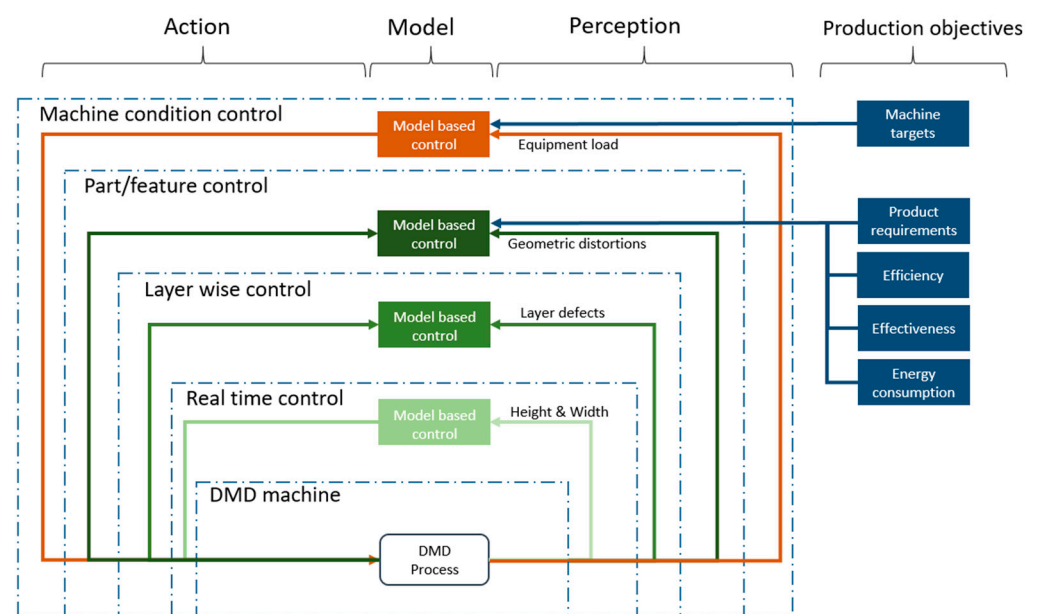 Action
Model
Perception
Production objectives
Machine condition control
Model based
control
Equipment load
Machine
targets
Part/feature control
Model based
control
Geometric distortions
Product
requirements
Efficiency
Layer wise control
Model based
control
Layer defects
Effectiveness
Energy
consumption
Real time control
Model based
control
Height & Width
DMD machine
DMD
Process